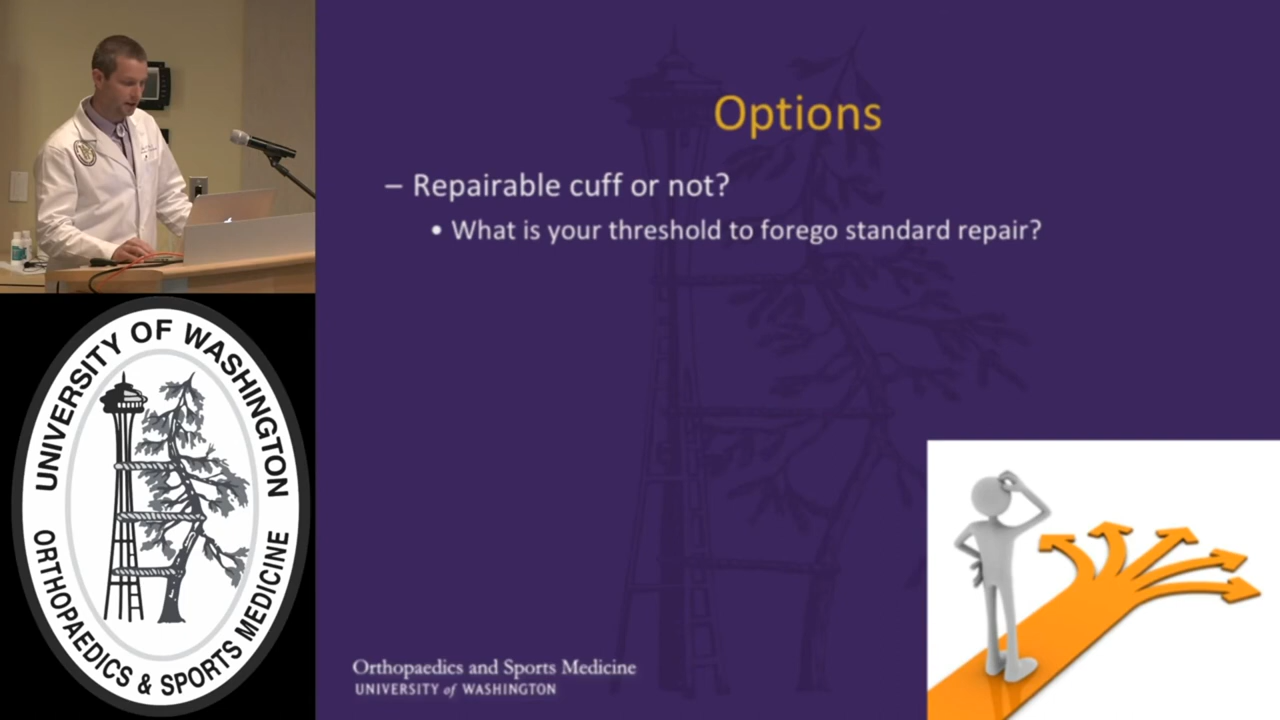 Options
– Repairable cuff or not?
• What is your threshold to forego standard repair?
Orthopaedics and Sports Medicine
UNIVERSITY of WASHINGTON
UNIVERSITY OF WASHINGTON
ORTHOPAEDICS & SPORTS MEDICINE